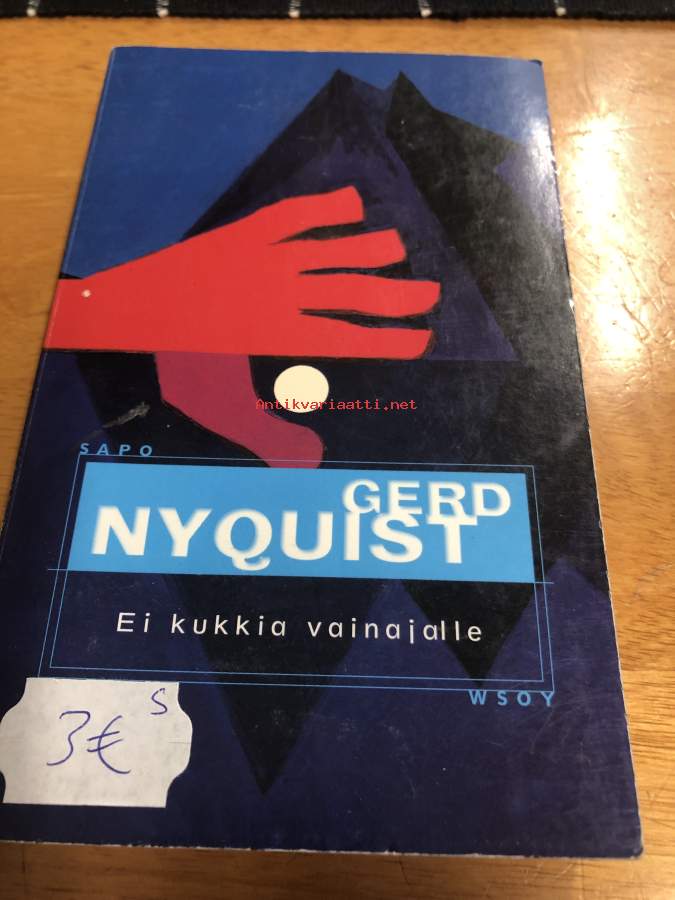 Antikvariaatti.net
SAPO
GERD
NYQUIST
Ei kukkia vainajalle
WSOY
S
3€